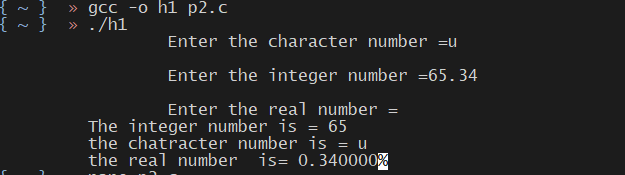 { ~ } » gcc -o h1 p2.c
{ ~ } » ./h1
Enter the character number =u
Enter the integer number =65.34
Enter the real number =
The integer number is = 65
the chatracter number is = u
the real number  is= 0.340000%